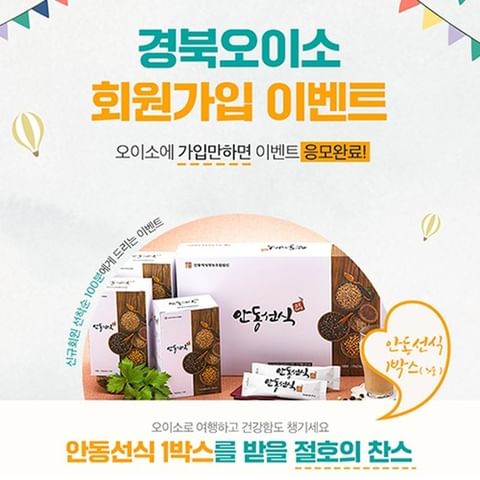 경북오이소
회원가입 이벤트
오이소에 가입만하면 이벤트 응모완료!
신규회원 선착순 100분에게 드리는 이벤트
안동선식
안동선식
안동선식
1박스
오이소로 여행하고 건강함도 챙기세요
안동선식 1박스를 받을 절호의 찬스